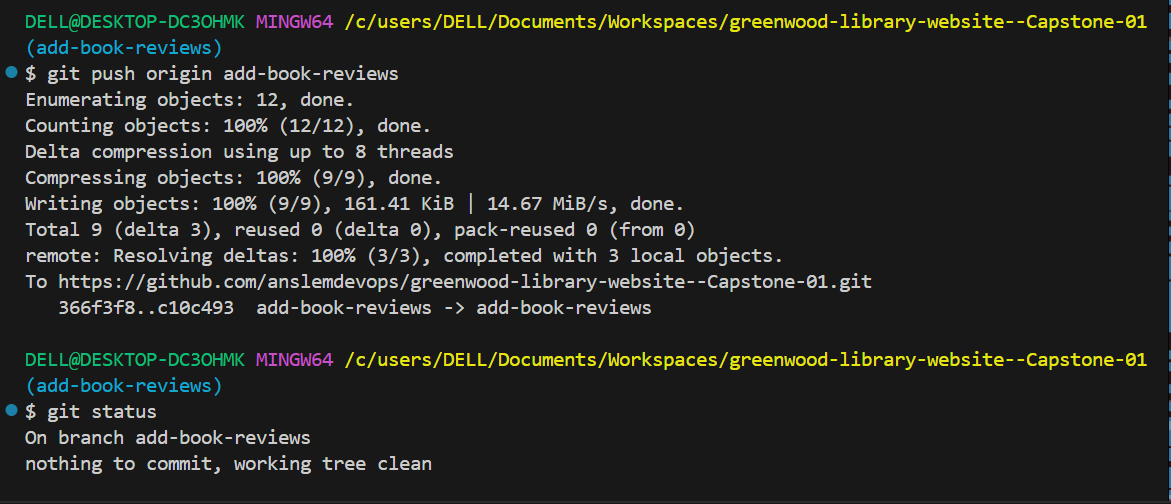 DELL@DESKTOP-DC3OHMK MINGW64 /c/users/DELL/Documents/Workspaces/greenwood-library-website--Capstone-01
(add-book-reviews)
$ git push origin add-book-reviews
Enumerating objects: 12, done.
Counting objects: 100% (12/12), done.
Delta compression using up to 8 threads
Compressing objects: 100% (9/9), done.
Writing objects: 100% (9/9), 161.41 KiB | 14.67 MiB/s, done.
Total 9 (delta 3), reused 0 (delta 0), pack-reused 0 (from 0)
remote: Resolving deltas: 100% (3/3), completed with 3 local objects.
To https://github.com/anslemdevops/greenwood-library-website--Capstone-01.git
   366f3f8..c10c493  add-book-reviews -> add-book-reviews
DELL@DESKTOP-DC3OHMK MINGW64 /c/users/DELL/Documents/Workspaces/greenwood-library-website--Capstone-01
(add-book-reviews)
$ git status
On branch add-book-reviews
nothing to commit, working tree clean